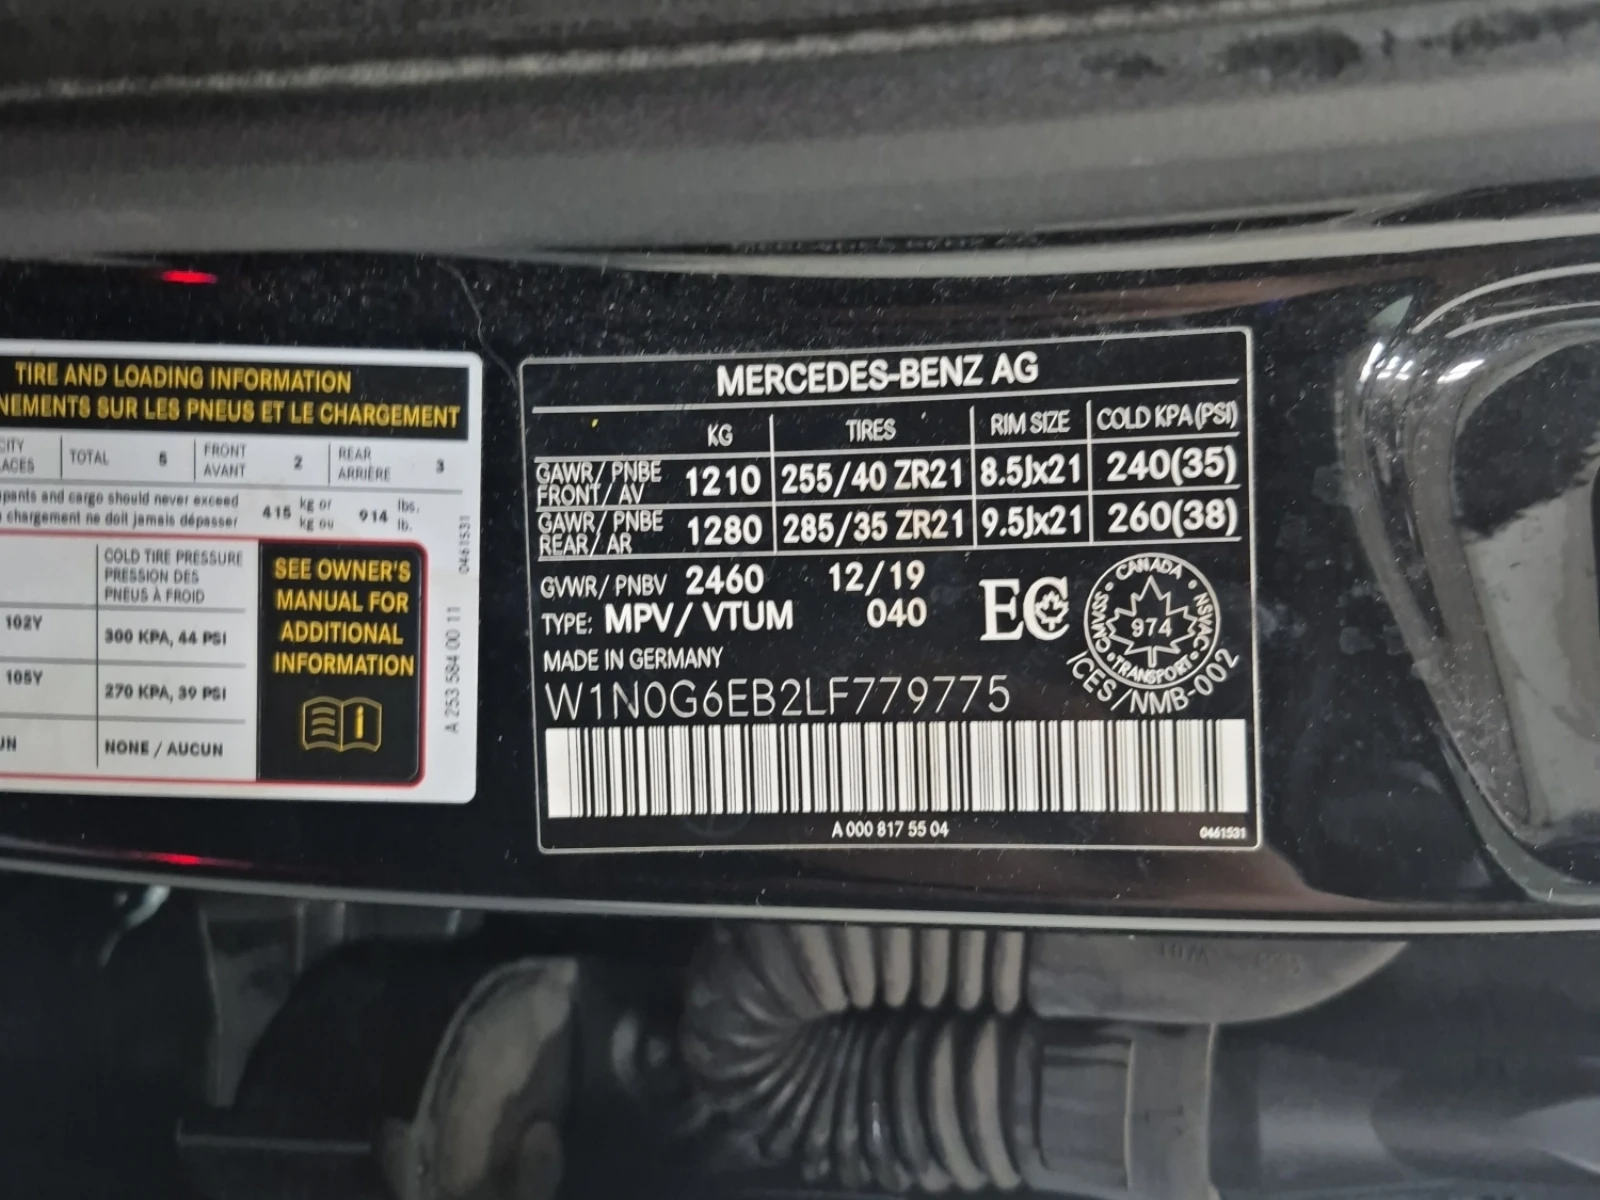 TIRE AND LOADING INFORMATION
NEMENTS SUR LES PNEUS ET LE CHARGEMENT
CITY
ACES
TOTAL 5
FRONT
AVANT
2
REAR
ARRIÈRE
3
pants and cargo should never exceed
chargement ne doit jamais dépasser
415 kg or
kg ou
914 lbs.
lb.
COLD TIRE PRESSURE
PRESSION DES
PNEUS À FROID
102Y
300 KPA, 44 PSI
105Y
270 KPA, 39 PSI
UN
NONE / AUCUN
SEE OWNER'S
MANUAL FOR
ADDITIONAL
INFORMATION
i
0461531
A 253 584 00 11
MERCEDES-BENZ AG
KG TIRES RIM SIZE COLD KPA(PSI)
GAWR/ PNBE
FRONT/ AV
1210 255/40 ZR21 8.5Jx21 240(35)
GAWR/ PNBE
REAR/ AR
1280 285/35 ZR21 9.5Jx21 260(38)
GVWR/ PNBV 2460 12/19
TYPE: MPV/ VTUM 040
EC
CANADA
CMVSS
NSVAC
974
TRANSPORT
ICES/NMB-002
MADE IN GERMANY
W1N0G6EB2LF779775
A 000 817 55 04
0461531